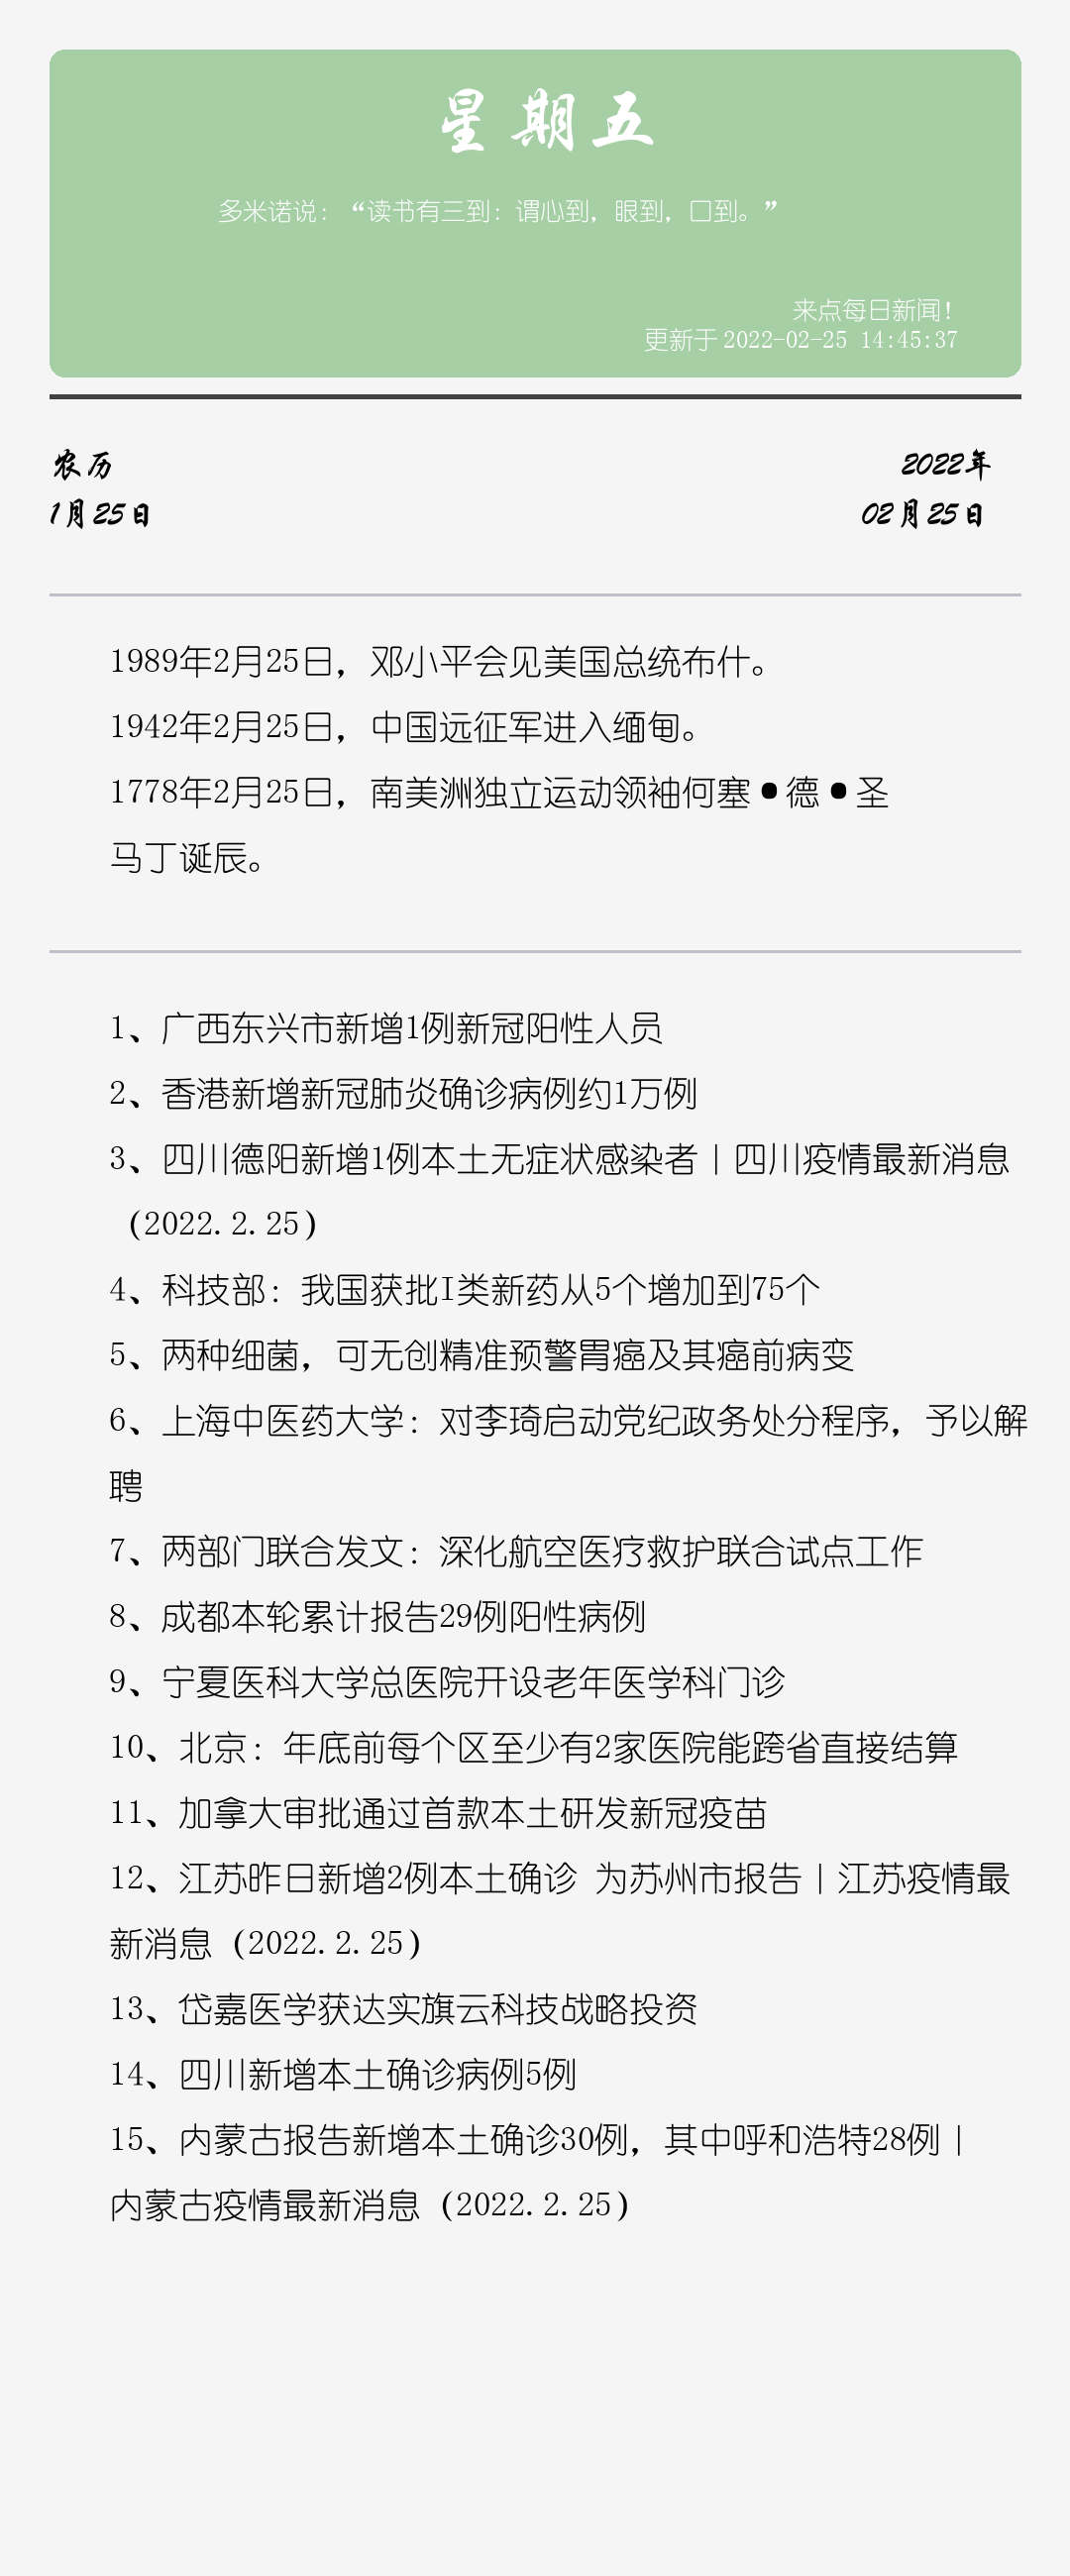 星期五
多米诺说：“读书有三到：谓心到，眼到，口到。”
来点每日新闻！
更新于 2022-02-25 14:45:37
农历
2022年
1月25日
02月25日
1989年2月25日，邓小平会见美国总统布什。
1942年2月25日，中国远征军进入缅甸。
1778年2月25日，南美洲独立运动领袖何塞•德•圣
马丁诞辰。
1、广西东兴市新增1例新冠阳性人员
2、香港新增新冠肺炎确诊病例约1万例
3、四川德阳新增1例本土无症状感染者丨四川疫情最新消息
（2022.2.25）
4、科技部：我国获批I类新药从5个增加到75个
5、两种细菌，可无创精准预警胃癌及其癌前病变
6、上海中医药大学：对李琦启动党纪政务处分程序，予以解
聘
7、两部门联合发文：深化航空医疗救护联合试点工作
8、成都本轮累计报告29例阳性病例
9、宁夏医科大学总医院开设老年医学科门诊
10、北京：年底前每个区至少有2家医院能跨省直接结算
11、加拿大审批通过首款本土研发新冠疫苗
12、江苏昨日新增2例本土确诊 为苏州市报告丨江苏疫情最
新消息（2022.2.25）
13、岱嘉医学获达实旗云科技战略投资
14、四川新增本土确诊病例5例
15、内蒙古报告新增本土确诊30例，其中呼和浩特28例丨
内蒙古疫情最新消息（2022.2.25）